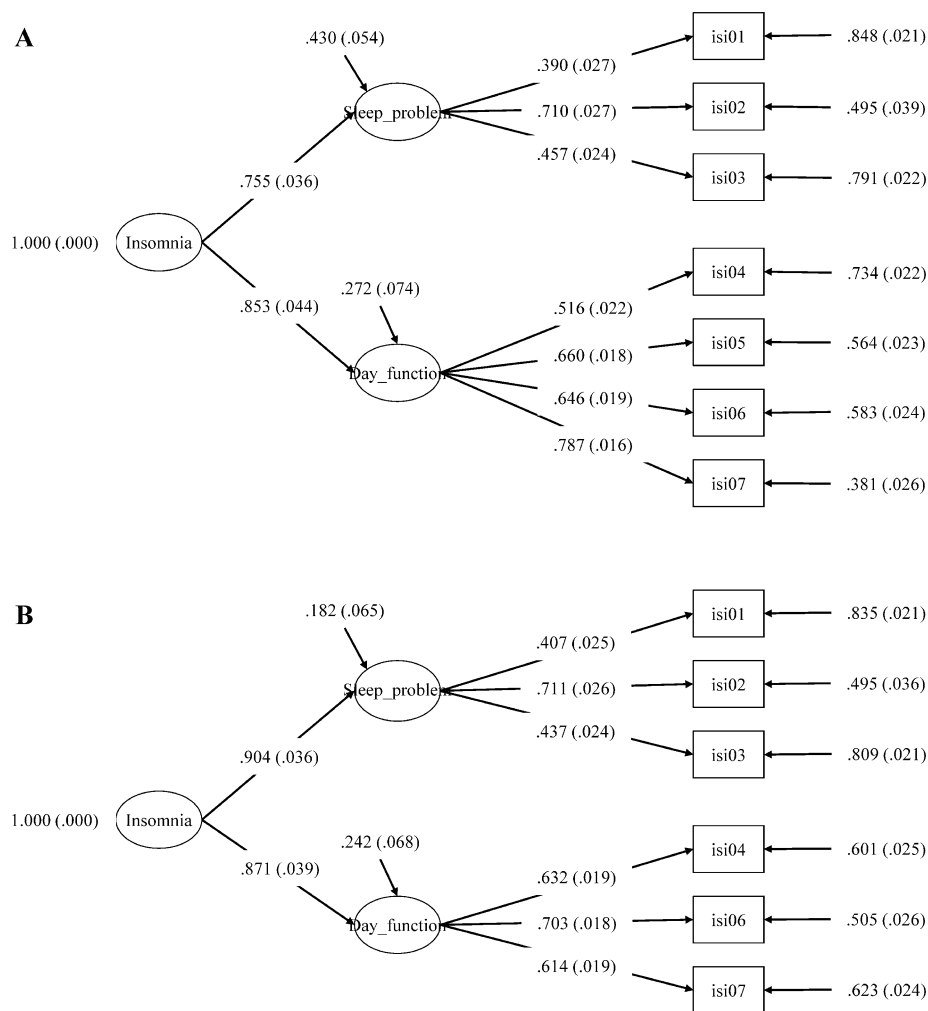 A
.430 (.054)
isi01
.848 (.021)
.390 (.027)
Sleep_problem
.710 (.027)
isi02
.495 (.039)
.457 (.024)
isi03
.791 (.022)
.755 (.036)
1.000 (.000)
Insomnia
.853 (.044)
.272 (.074)
isi04
.734 (.022)
.516 (.022)
isi05
.564 (.023)
.660 (.018)
Day_function
.646 (.019)
isi06
.583 (.024)
.787 (.016)
isi07
.381 (.026)
B
.182 (.065)
isi01
.835 (.021)
.407 (.025)
Sleep_problem
.711 (.026)
isi02
.495 (.036)
.437 (.024)
isi03
.809 (.021)
.904 (.036)
1.000 (.000)
Insomnia
.871 (.039)
.242 (.068)
isi04
.601 (.025)
.632 (.019)
Day_function
.703 (.018)
isi06
.505 (.026)
.614 (.019)
isi07
.623 (.024)